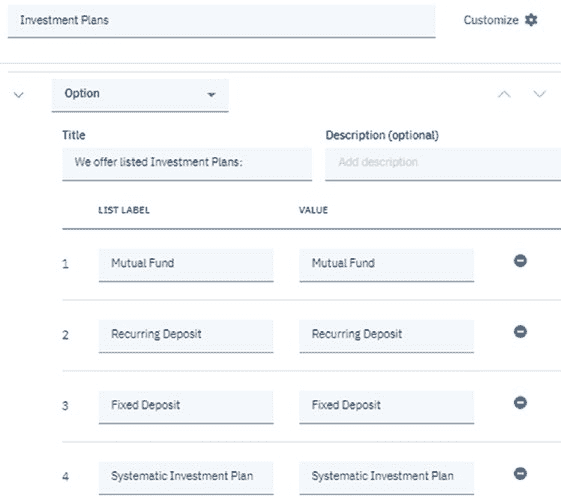 Investment Plans Customize
Option
Title Description (optional)
We offer listed Investment Plans: Add description
LIST LABEL VALUE
1 Mutual Fund Mutual Fund
2 Recurring Deposit Recurring Deposit
3 Fixed Deposit Fixed Deposit
4 Systematic Investment Plan Systematic Investment Plan